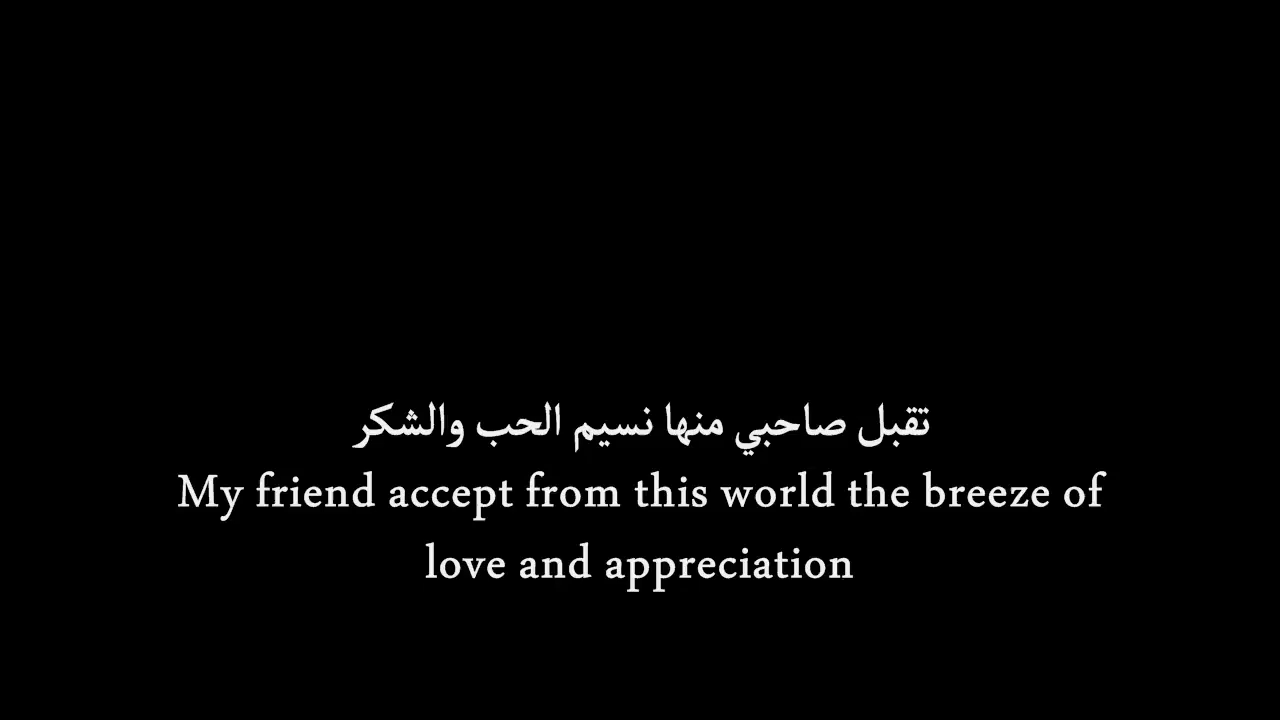 تقبل صاحبي منها نسيم الحب والشكر
My friend accept from this world the breeze of
love and appreciation